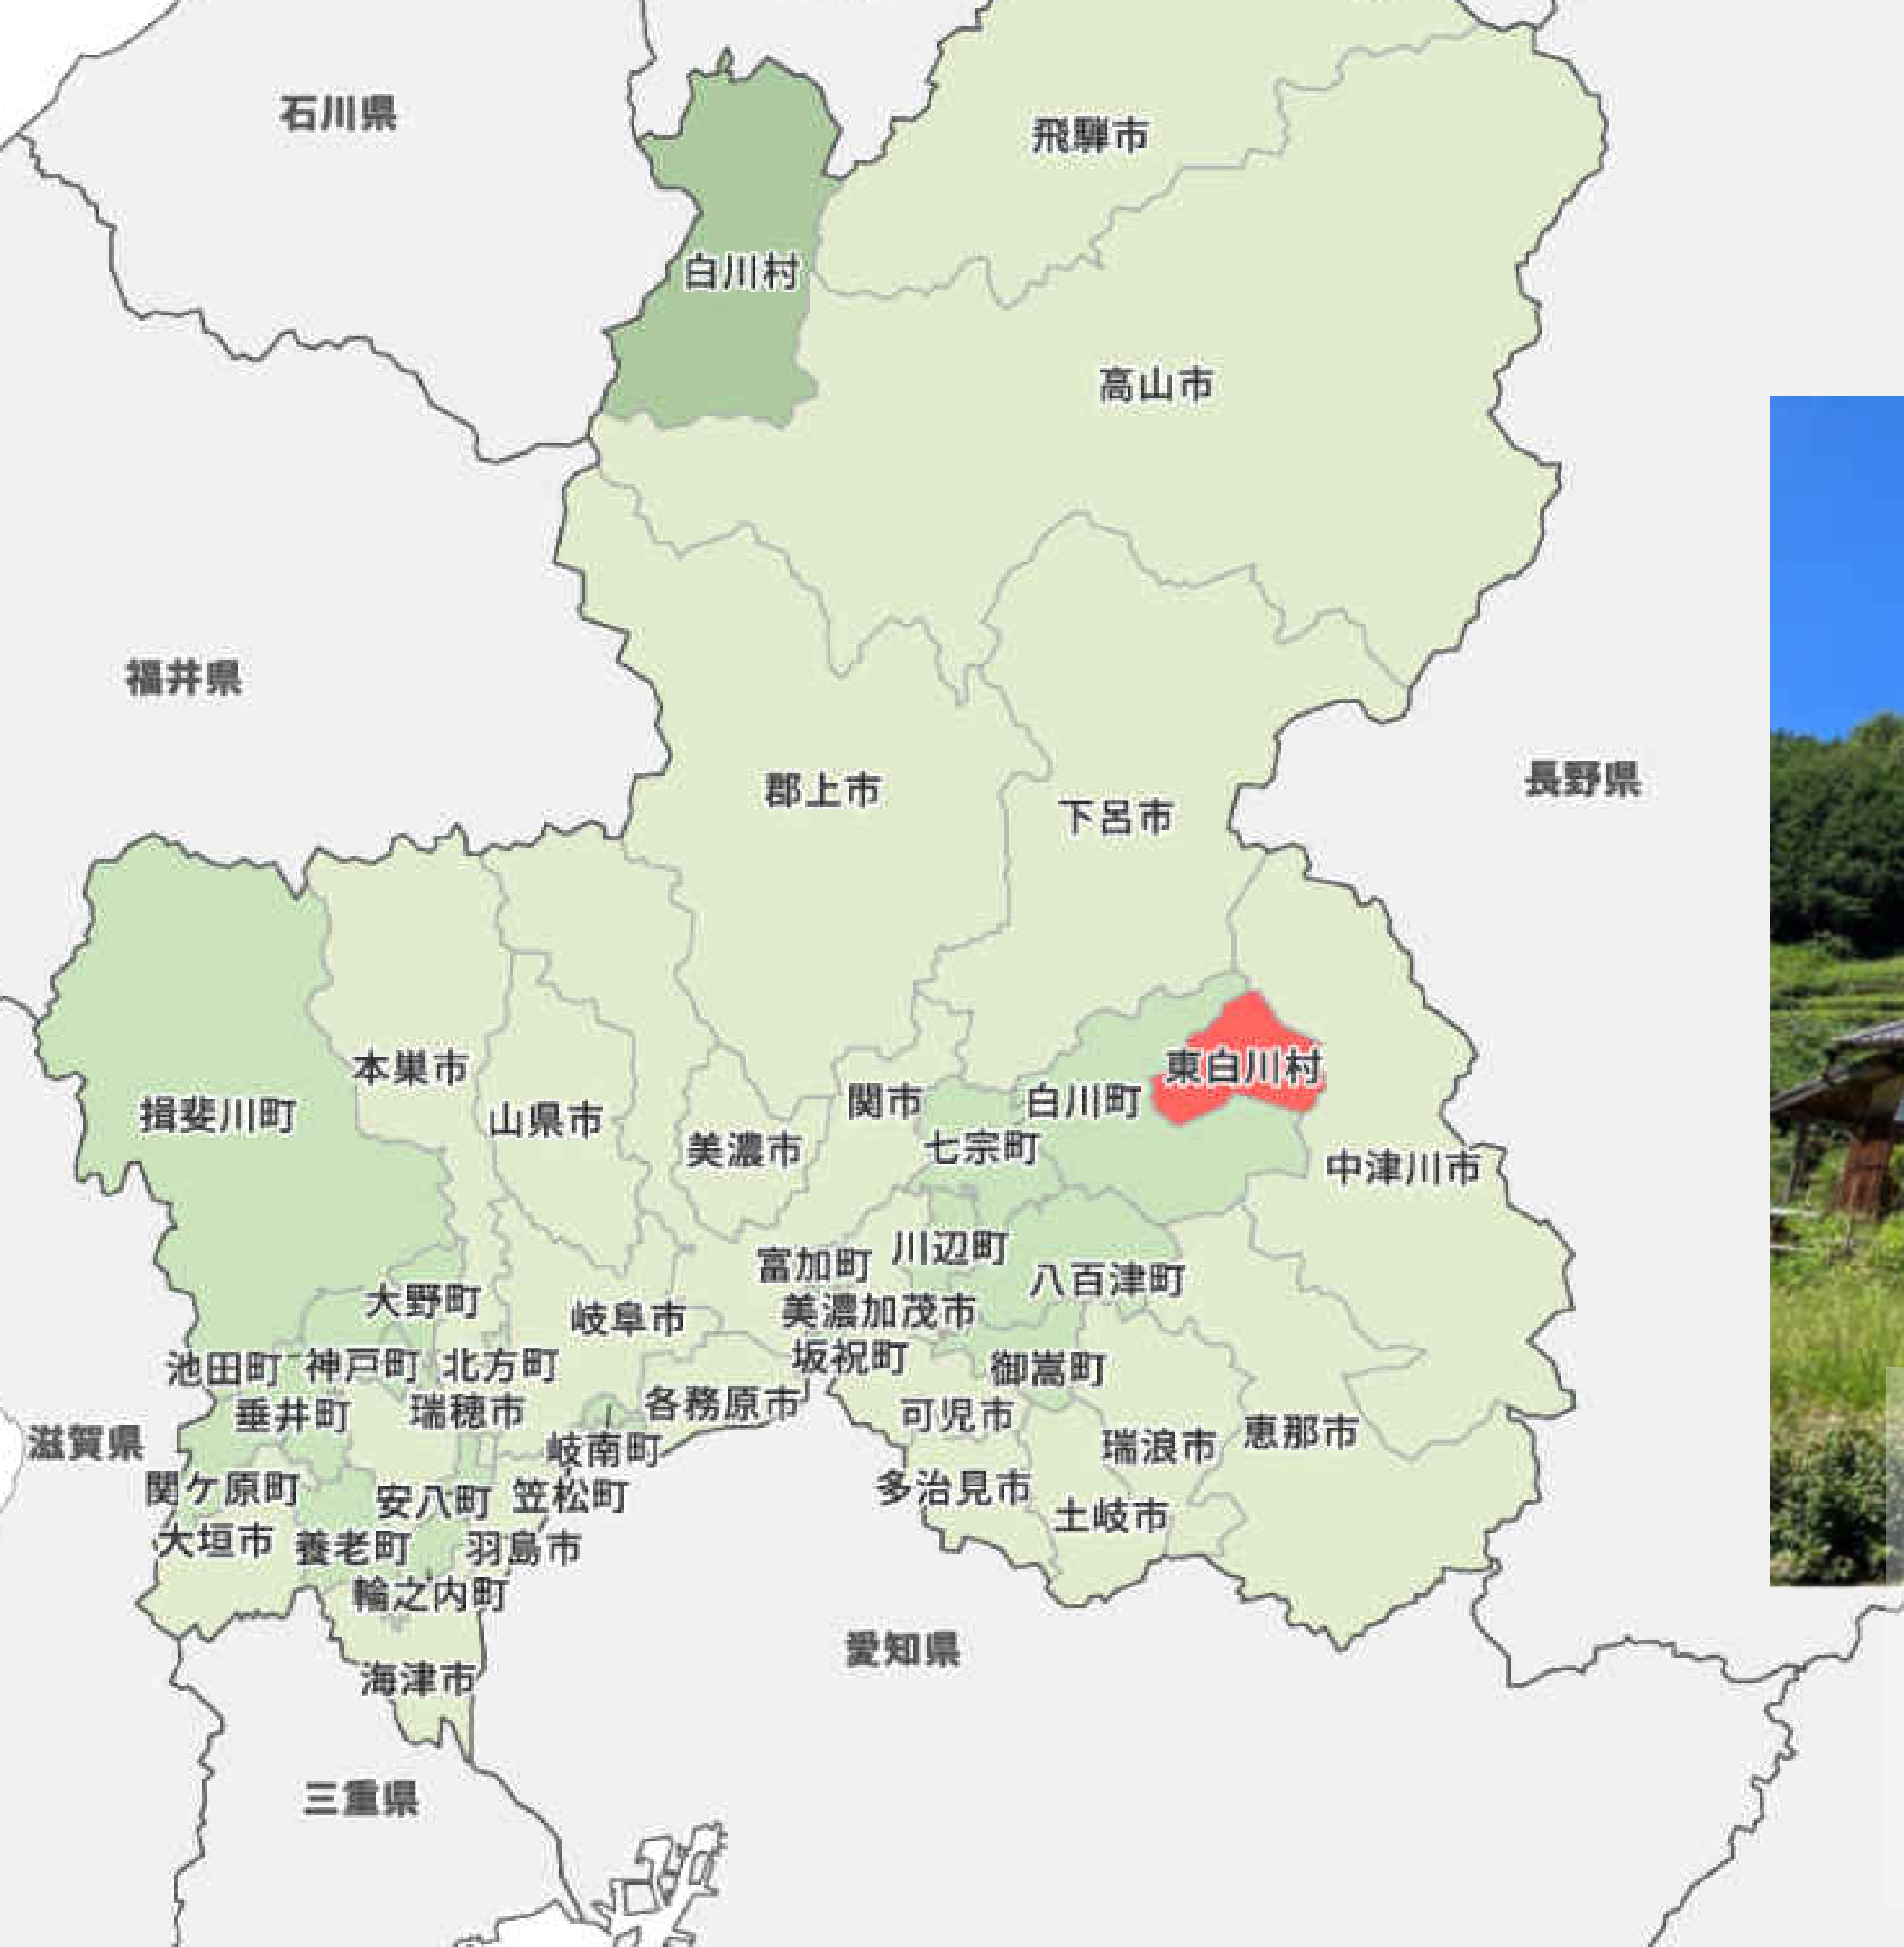 石川県
飛騨市
白川村
高山市
福井県
長野県
郡上市
下呂市
本巣市
東白川村
揖斐川町
山県市
関市
白川町
美濃市
七宗町
中津川市
富加町
川辺町
八百津町
大野町
岐阜市
美濃加茂市
池田町
神戸町
北方町
坂祝町
御嵩町
垂井町
瑞穂市
各務原市
可児市
滋賀県
岐南町
瑞浪市
恵那市
関ケ原町
安八町
笠松町
多治見市
土岐市
大垣市
養老町
羽島市
輪之内町
愛知県
海津市
三重県